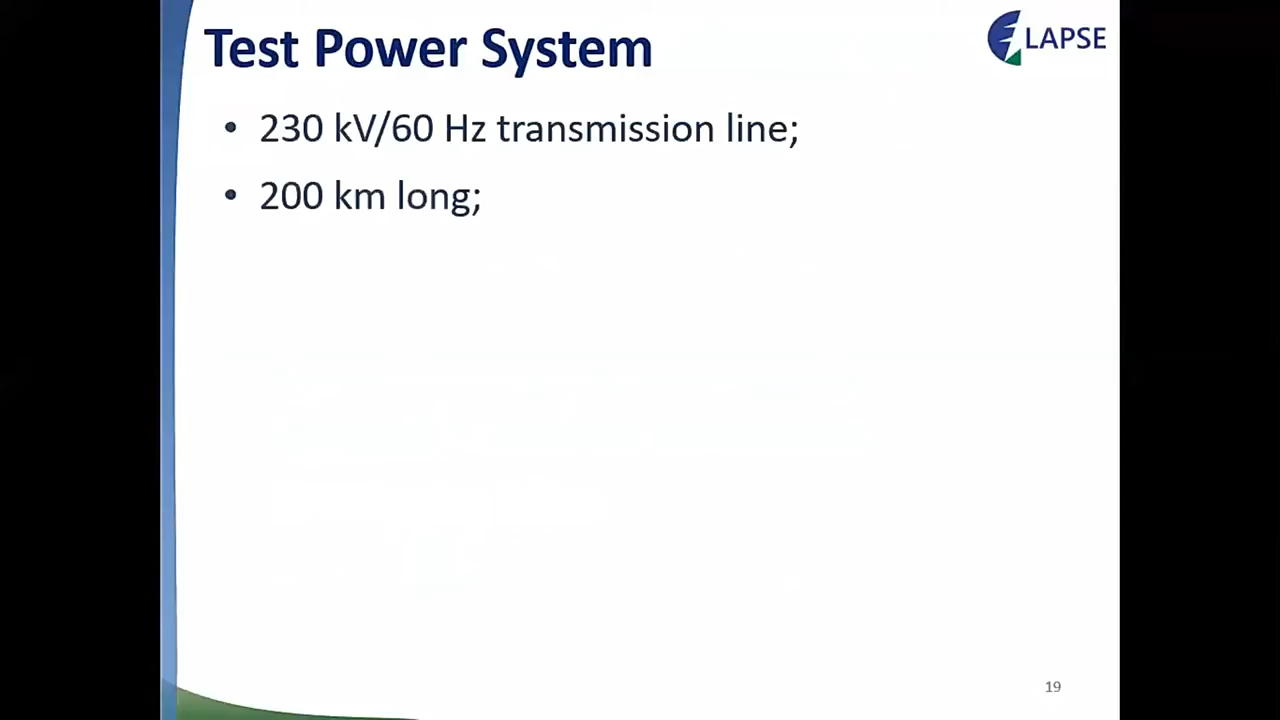 Test Power System
LAPSE
• 230 kV/60 Hz transmission line;
• 200 km long;
19